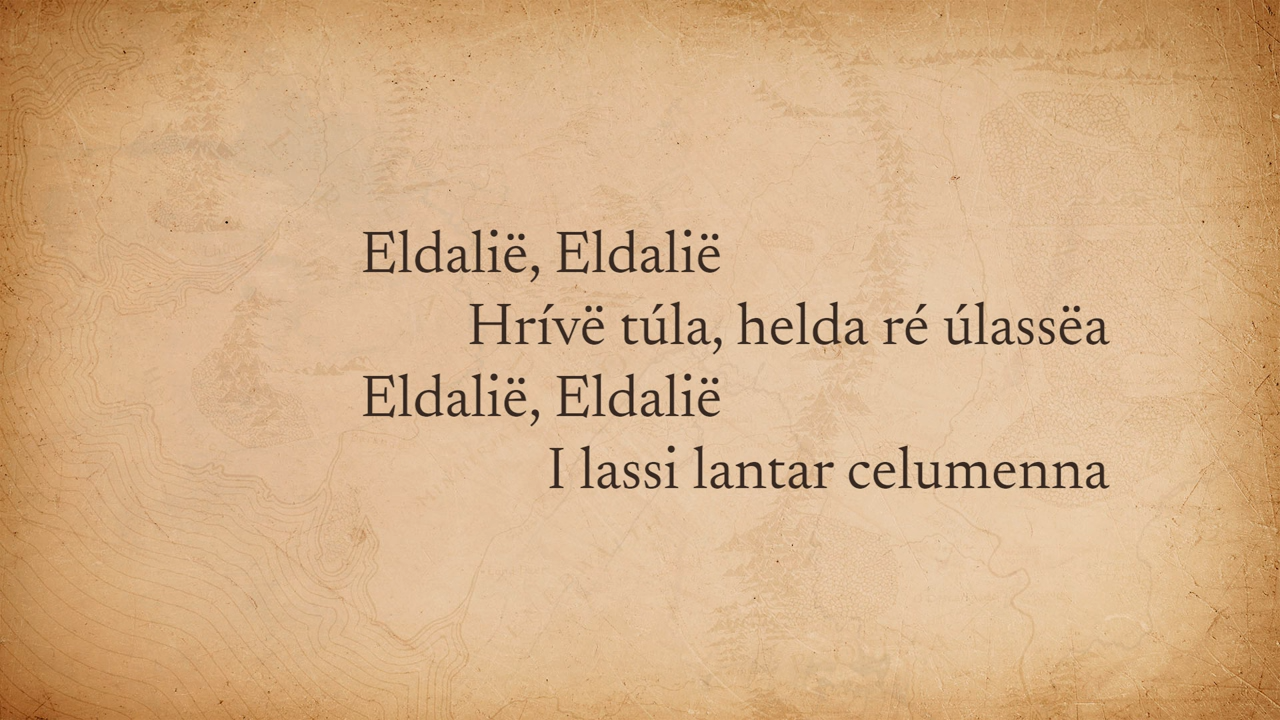 Eldalië, Eldalië
Hrívë túla, helda ré úlassëa
Eldalië, Eldalië
I lassi lantar celumenna